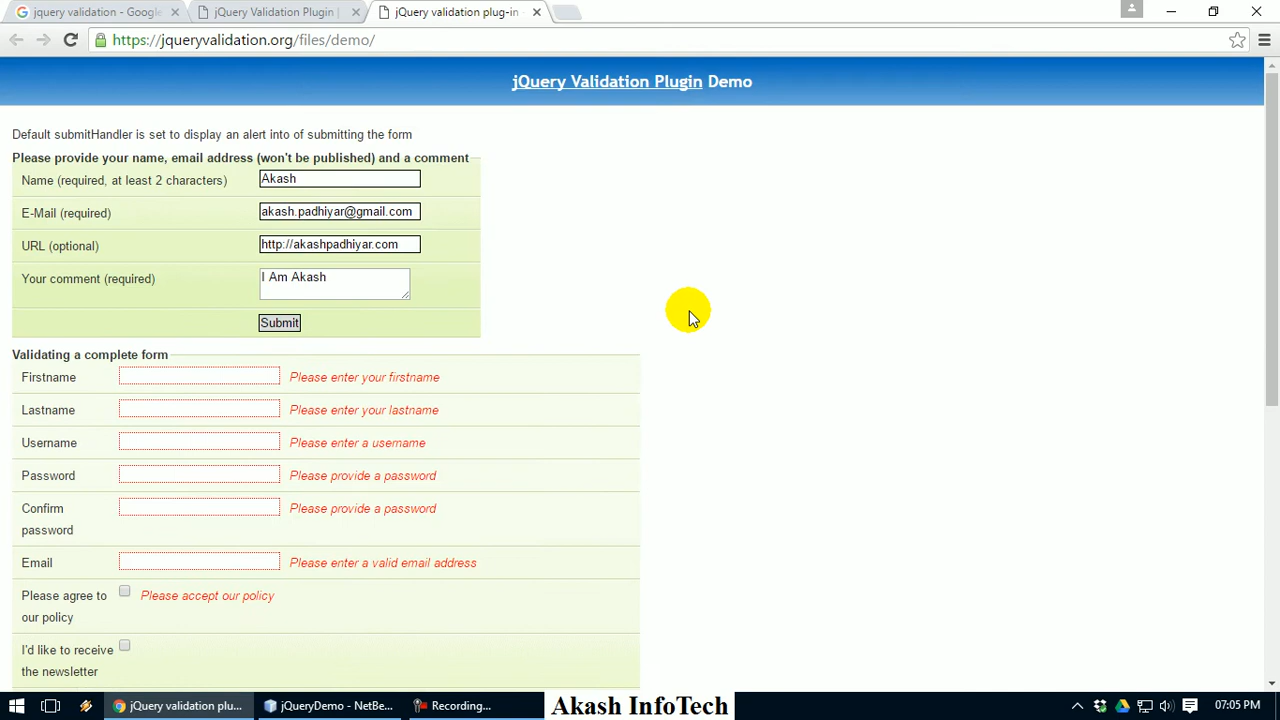 jquery validation - Google
jQuery Validation Plugin |
jQuery validation plug-in
https://jqueryvalidation.org/files/demo/
jQuery Validation Plugin Demo
Default submitHandler is set to display an alert into of submitting the form
Please provide your name, email address (won't be published) and a comment
Name (required, at least 2 characters)
Akash
E-Mail (required)
akash.padhiyar@gmail.com
URL (optional)
http://akashpadhiyar.com
Your comment (required)
I Am Akash
Submit
Validating a complete form
Firstname
Please enter your firstname
Lastname
Please enter your lastname
Username
Please enter a username
Password
Please provide a password
Confirm
password
Please provide a password
Email
Please enter a valid email address
Please agree to
our policy
Please accept our policy
I'd like to receive
the newsletter
jQuery validation plu...
jQueryDemo - NetBe...
Recording...
Akash InfoTech
07:05 PM